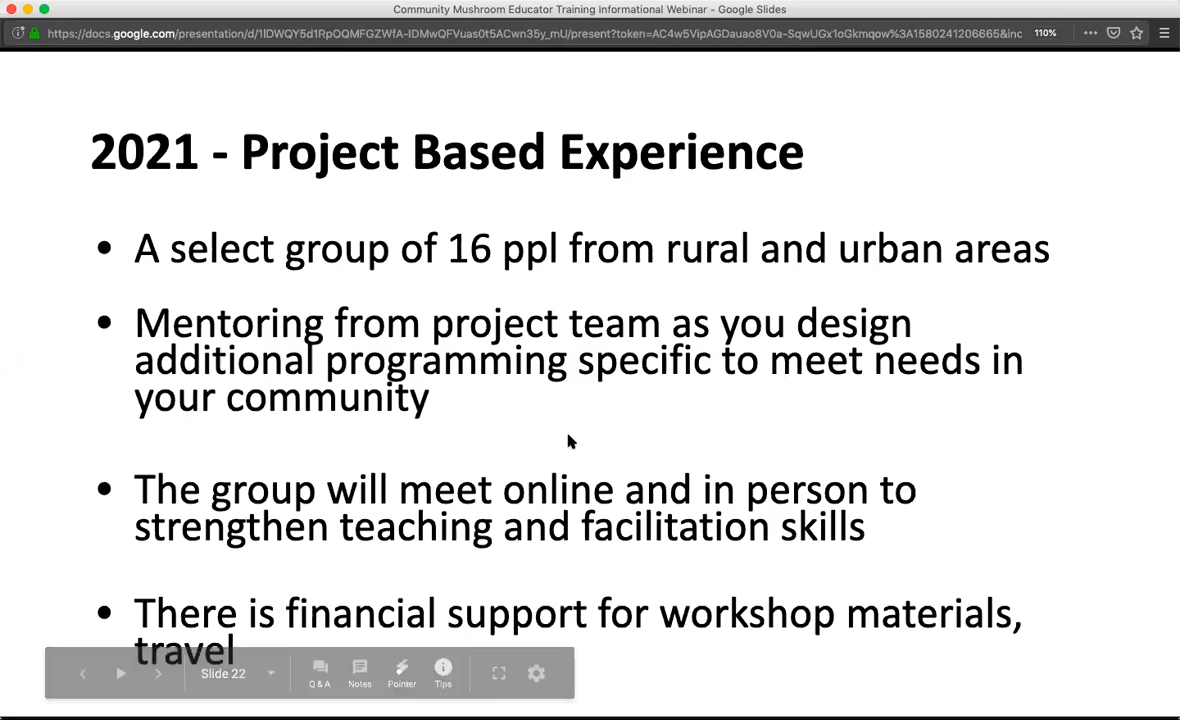 Community Mushroom Educator Training Informational Webinar - Google Slides
https://docs.google.com/presentation/d/1lDWQY5d1RpOQMFGZWfA-IDMwQFVuas0t5ACwn35y_mU/present?token=AC4w5VipAGDauao8V0a-SqwUGx1oGkmqow%3A1580241206665&inc 110%
2021 - Project Based Experience
• A select group of 16 ppl from rural and urban areas
• Mentoring from project team as you design
additional programming specific to meet needs in
your community
• The group will meet online and in person to
strengthen teaching and facilitation skills
• There is financial support for workshop materials,
travel
Slide 22
Q & A Notes Pointer Tips